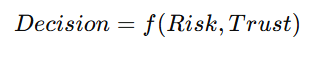 Decision = f(Risk, Trust)